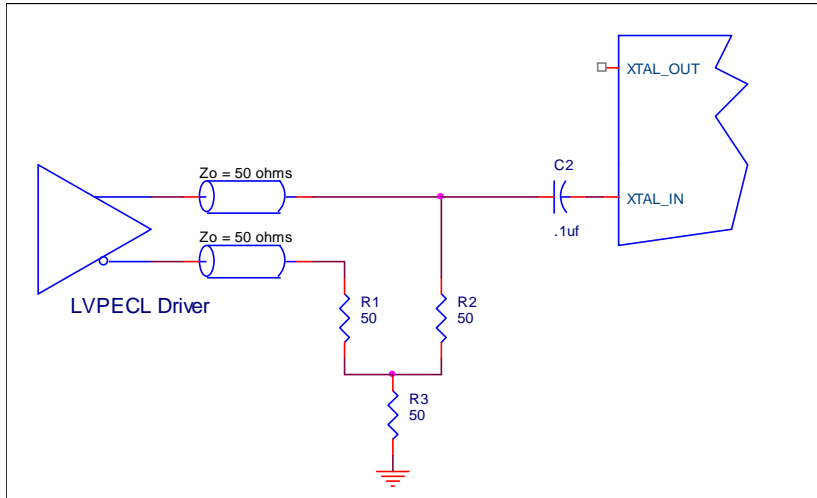 XTAL_OUT
Zo = 50 ohms
C2
XTAL_IN
.1uf
Zo = 50 ohms
LVPECL Driver
R1
50
R2
50
R3
50